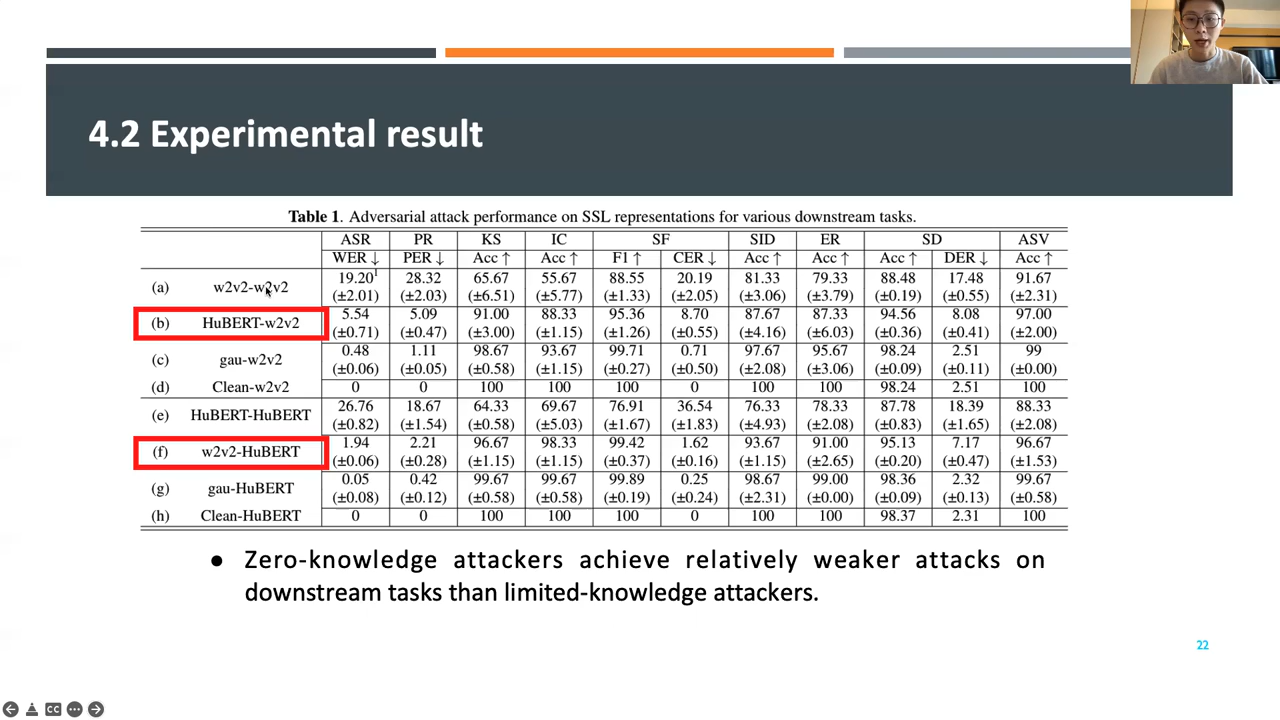 4.2 Experimental result
Table 1. Adversarial attack performance on SSL representations for various downstream tasks.
ASR PR KS IC SF SID ER SD ASV
WER ↓ PER ↓ Acc ↑ Acc ↑ F1 ↑ CER ↓ Acc ↑ Acc ↑ Acc ↑ DER ↓ Acc ↑
(a) w2v2-w2v2 19.20¹ 28.32 65.67 55.67 88.55 20.19 81.33 79.33 88.48 17.48 91.67
(±2.01) (±2.03) (±6.51) (±5.77) (±1.33) (±2.05) (±3.06) (±3.79) (±0.19) (±0.55) (±2.31)
(b) HuBERT-w2v2 5.54 5.09 91.00 88.33 95.36 8.70 87.67 87.33 94.56 8.08 97.00
(±0.71) (±0.47) (±3.00) (±1.15) (±1.26) (±0.55) (±4.16) (±6.03) (±0.36) (±0.41) (±2.00)
(c) gau-w2v2 0.48 1.11 98.67 93.67 99.71 0.71 97.67 95.67 98.24 2.51 99
(±0.06) (±0.05) (±0.58) (±1.15) (±0.27) (±0.50) (±2.08) (±3.06) (±0.09) (±0.11) (±0.00)
(d) Clean-w2v2 0 0 100 100 100 0 100 100 98.24 2.51 100
(e) HuBERT-HuBERT 26.76 18.67 64.33 69.67 76.91 36.54 76.33 78.33 87.78 18.39 88.33
(±0.82) (±1.54) (±0.58) (±5.03) (±2.08) (±1.83) (±4.93) (±2.08) (±0.83) (±1.65) (±2.08)
(f) w2v2-HuBERT 1.94 2.21 96.67 98.33 99.42 1.62 93.67 91.00 95.13 7.17 96.67
(±0.06) (±0.28) (±1.15) (±1.15) (±0.37) (±0.16) (±1.15) (±2.65) (±0.20) (±0.47) (±1.53)
(g) gau-HuBERT 0.05 0.42 99.67 99.67 99.89 0.25 98.67 99.00 98.36 2.32 99.67
(±0.08) (±0.12) (±0.58) (±0.58) (±0.19) (±0.24) (±2.31) (±0.00) (±0.09) (±0.13) (±0.58)
(h) Clean-HuBERT 0 0 100 100 100 0 100 100 98.37 2.31 100
● Zero-knowledge attackers achieve relatively weaker attacks on
downstream tasks than limited-knowledge attackers.
22
CC